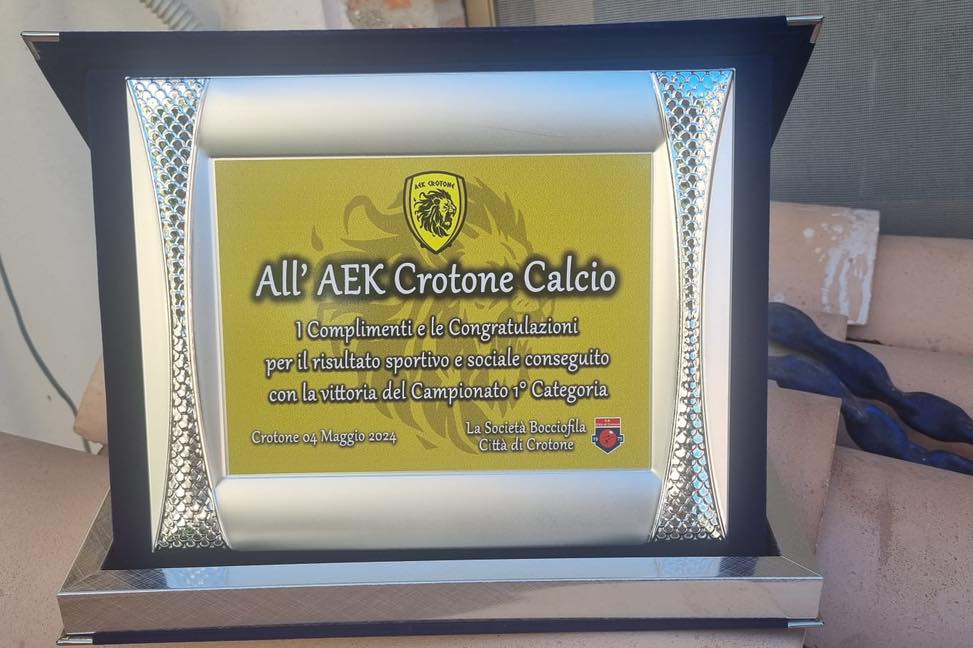 AEK CROTONE
All' AEK Crotone Calcio
I Complimenti e le Congratulazioni
per il risultato sportivo e sociale conseguito
con la vittoria del Campionato 1° Categoria
Crotone 04 Maggio 2024
La Società Bocciofila
Città di Crotone